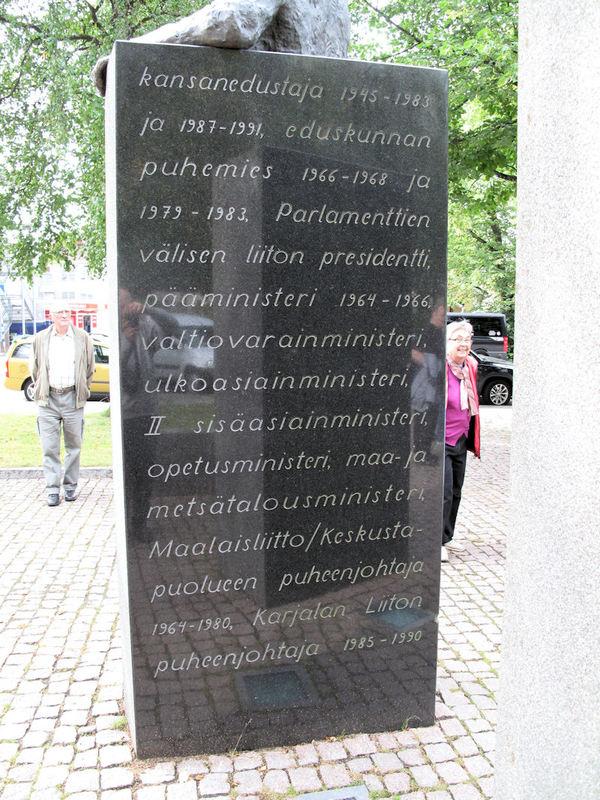 kansanedustaja 1945-1983
ja 1987-1991, eduskunnan
puhemies 1966-1968 ja
1979-1983, Parlamenttien
välisen liiton presidentti,
pääministeri 1964-1966,
valtiovarainministeri,
ulkoasiainministeri,
II sisäasiainministeri,
opetusministeri, maa- ja
metsätalousministeri,
Maalaisliitto/Keskusta-
puolueen puheenjohtaja
1964-1980, Karjalan Liiton
puheenjohtaja 1985-1990